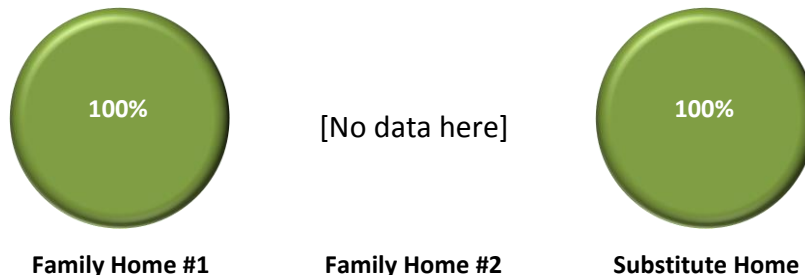 100%
[No data here]
100%
Family Home #1
Family Home #2
Substitute Home